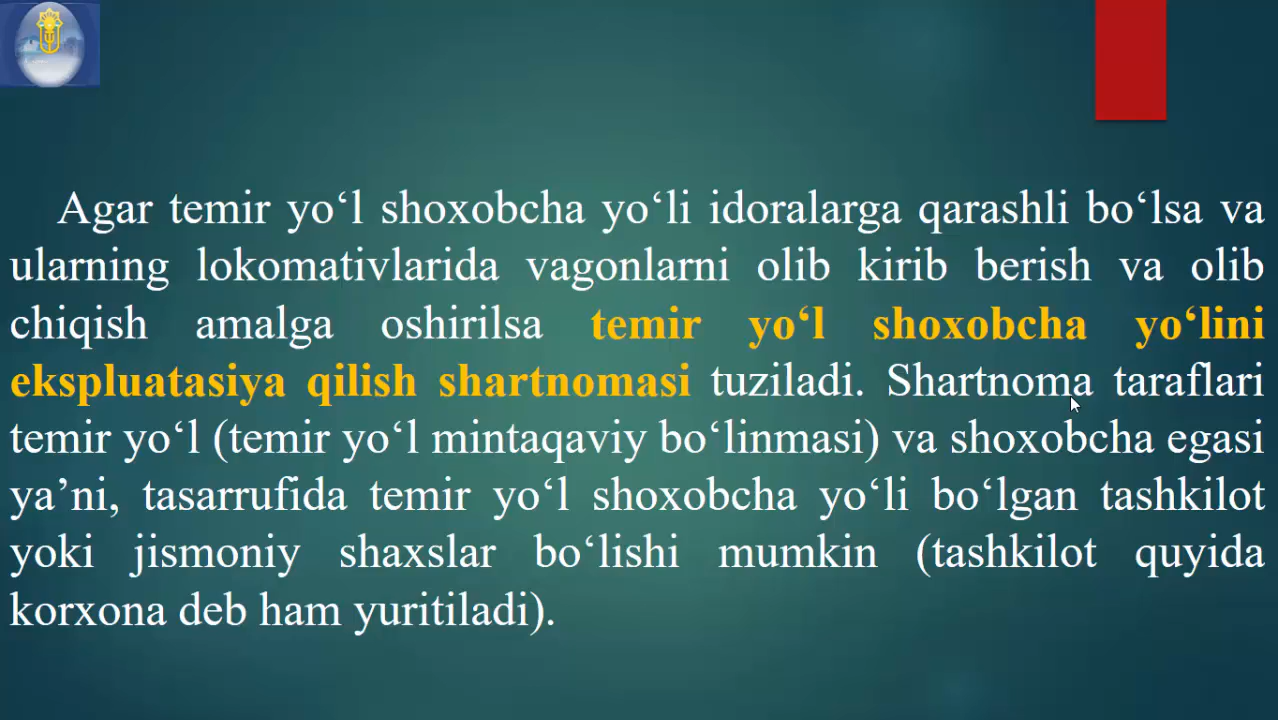 Agar temir yo‘l shoxobcha yo‘li idoralarga qarashli bo‘lsa va
ularning lokomativlarida vagonlarni olib kirib berish va olib
chiqish amalga oshirilsa temir yo‘l shoxobcha yo‘lini
ekspluatasiya qilish shartnomasi tuziladi. Shartnoma taraflari
temir yo‘l (temir yo‘l mintaqaviy bo‘linmasi) va shoxobcha egasi
ya’ni, tasarrufida temir yo‘l shoxobcha yo‘li bo‘lgan tashkilot
yoki jismoniy shaxslar bo‘lishi mumkin (tashkilot quyida
korxona deb ham yuritiladi).